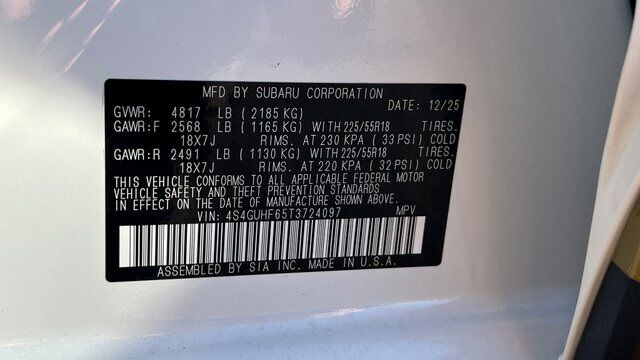 MFD BY SUBARU CORPORATION
DATE: 12/25
GVWR: 4817 LB ( 2185 KG)
GAWR:F 2568 LB ( 1165 KG) WITH 225/55R18 TIRES.
18X7J RIMS. AT 230 KPA ( 33 PSI) COLD
GAWR:R 2491 LB ( 1130 KG) WITH 225/55R18 TIRES.
18X7J RIMS. AT 220 KPA ( 32 PSI) COLD
THIS VEHICLE CONFORMS TO ALL APPLICABLE FEDERAL MOTOR
VEHICLE SAFETY AND THEFT PREVENTION STANDARDS
IN EFFECT ON THE DATE OF MANUFACTURE SHOWN ABOVE.
VIN: 4S4GUHF65T3724097 MPV
ASSEMBLED BY SIA INC. MADE IN U.S.A.